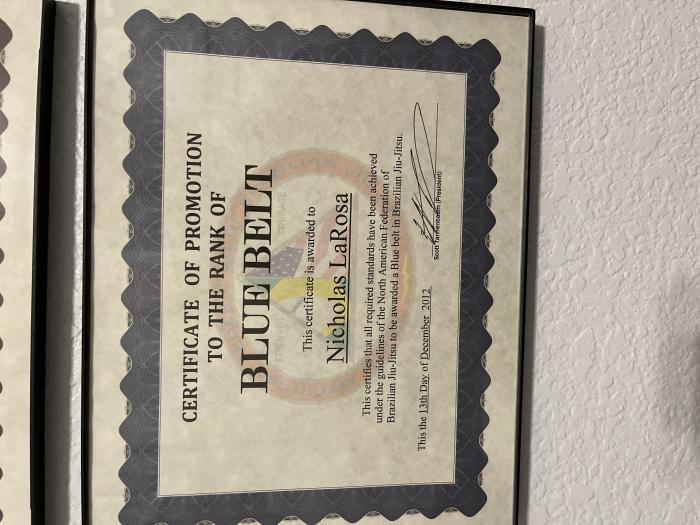 CERTIFICATE OF PROMOTION
TO THE RANK OF
BLUE BELT
This certificate is awarded to
Nicholas LaRosa
This certifies that all required standards have been achieved
under the guidelines of the North American Federation of
Brazilian Jiu-Jitsu to be awarded a Blue belt in Brazilian Jiu-Jitsu.
This the 13th Day of December 2012
Scott Tannenbaum (President)